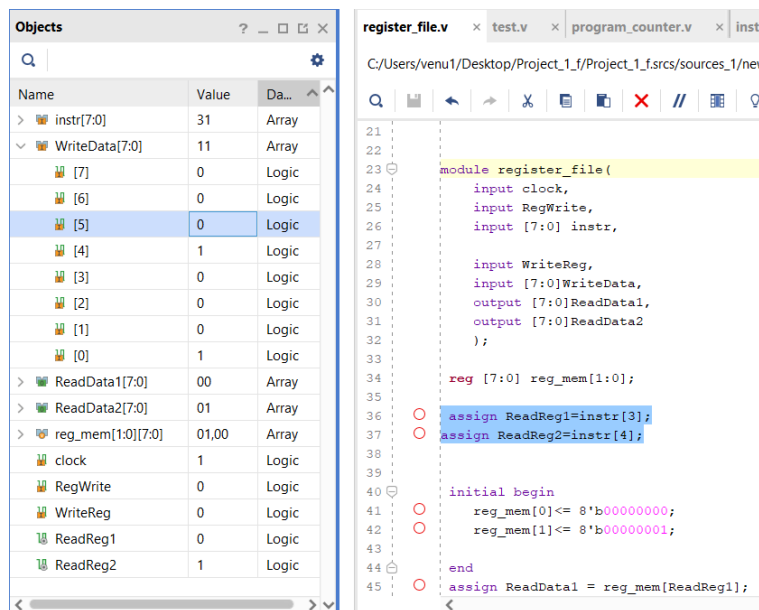 Objects
Name Value Da...
instr[7:0] 31 Array
WriteData[7:0] 11 Array
[7] 0 Logic
[6] 0 Logic
[5] 0 Logic
[4] 1 Logic
[3] 0 Logic
[2] 0 Logic
[1] 0 Logic
[0] 1 Logic
ReadData1[7:0] 00 Array
ReadData2[7:0] 01 Array
reg_mem[1:0][7:0] 01,00 Array
clock 1 Logic
RegWrite 0 Logic
WriteReg 0 Logic
ReadReg1 0 Logic
ReadReg2 1 Logic
register_file.v × test.v × program_counter.v × inst
C:/Users/venu1/Desktop/Project_1_f/Project_1_f.srcs/sources_1/new
21
22
23 module register_file(
24 input clock,
25 input RegWrite,
26 input [7:0] instr,
27
28 input WriteReg,
29 input [7:0]WriteData,
30 output [7:0]ReadData1,
31 output [7:0]ReadData2
32 );
33
34 reg [7:0] reg_mem[1:0];
35
36 assign ReadReg1=instr[3];
37 assign ReadReg2=instr[4];
38
39
40 initial begin
41 reg_mem[0]<= 8'b00000000;
42 reg_mem[1]<= 8'b00000001;
43
44 end
45 assign ReadData1 = reg_mem[ReadReg1];